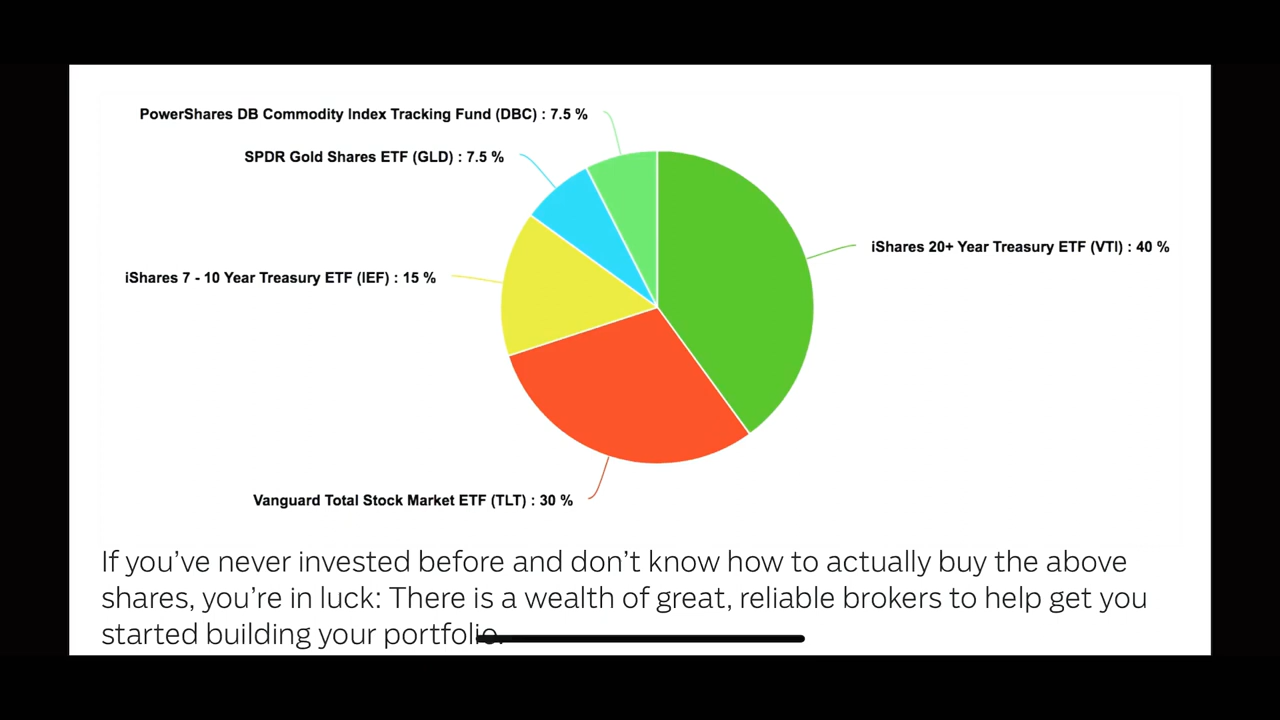 PowerShares DB Commodity Index Tracking Fund (DBC) : 7.5 %
SPDR Gold Shares ETF (GLD) : 7.5 %
iShares 20+ Year Treasury ETF (VTI) : 40 %
iShares 7 - 10 Year Treasury ETF (IEF) : 15 %
Vanguard Total Stock Market ETF (TLT) : 30 %
If you’ve never invested before and don’t know how to actually buy the above
shares, you’re in luck: There is a wealth of great, reliable brokers to help get you
started building your portfolio.